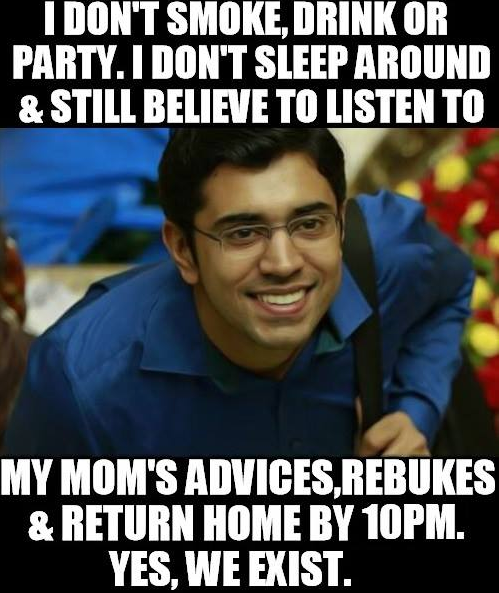 I DON'T SMOKE, DRINK OR
PARTY. I DON'T SLEEP AROUND
& STILL BELIEVE TO LISTEN TO
MY MOM'S ADVICES,REBUKES
& RETURN HOME BY 10PM.
YES, WE EXIST.